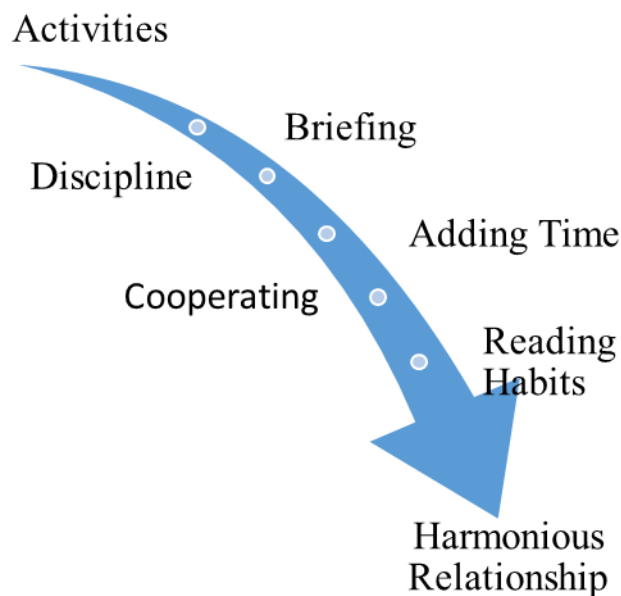 Activities
Briefing
Discipline
Adding Time
Cooperating
Reading
Habits
Harmonious
Relationship